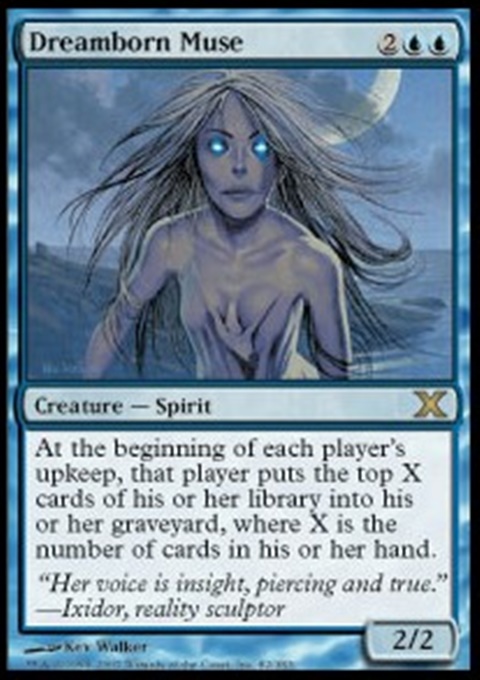 Dreamborn Muse 2
Creature — Spirit X
At the beginning of each player's
upkeep, that player puts the top X
cards of his or her library into his
or her graveyard, where X is the
number of cards in his or her hand.
"Her voice is insight, piercing and true."
—Ixidor, reality sculptor
Kev Walker
2/2